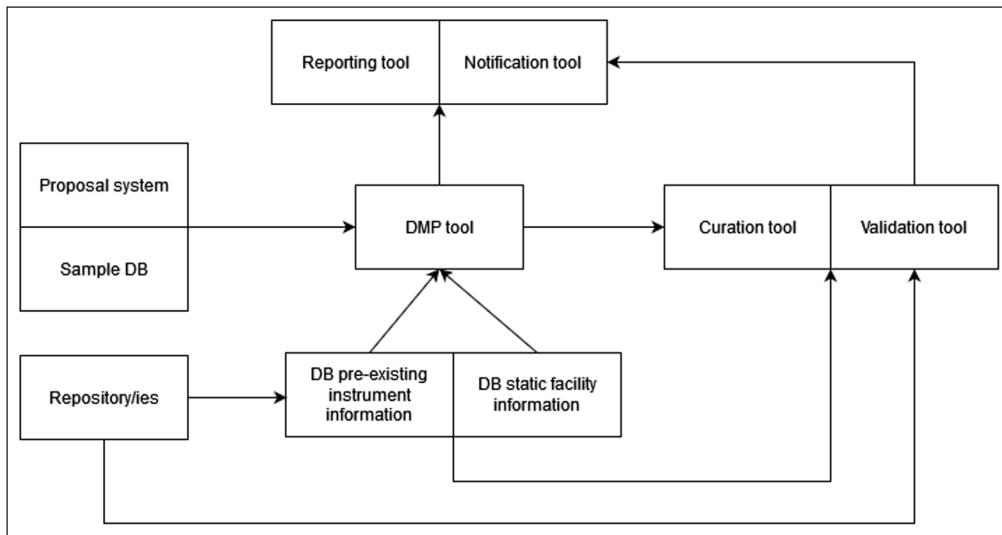 Reporting tool
Notification tool
Proposal system
Sample DB
DMP tool
Curation tool
Validation tool
Repository/ies
DB pre-existing
instrument
information
DB static facility
information